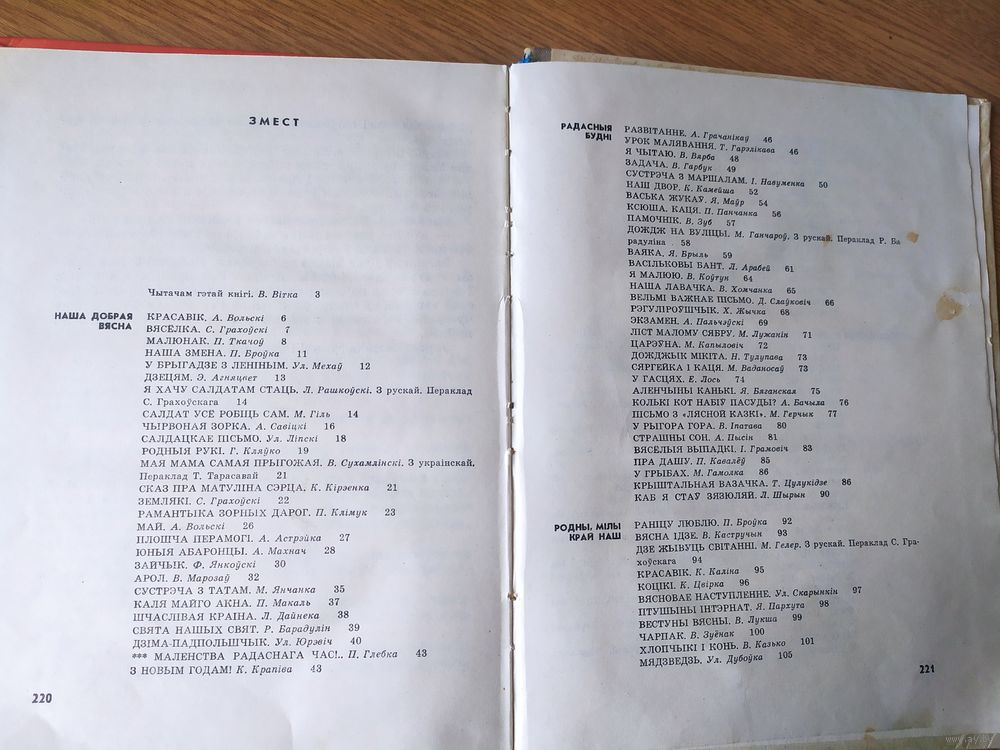 ЗМЕСТ
Чытачам гэтай кнігі. В. Вітка 3
НАША ДОБРАЯ
ВЯСНА
КРАСАВІК. А. Вольскі 6
ВЯСЁЛКА. С. Грахоўскі 7
МАЛЮНАК. П. Ткачоў 8
НАША ЗМЕНА. П. Броўка 11
У БРЫГАДЗЕ З ЛЕНІНЫМ. Ул. Мехаў 12
ДЗЕЦЯМ. Э. Агняцвет 13
Я ХАЧУ САЛДАТАМ СТАЦЬ. Л. Рашкоўскі. З рускай. Пераклад
С. Грахоўскага 14
САЛДАТ УСЁ РОБІЦЬ САМ. М. Гіль 14
ЧЫРВОНАЯ ЗОРКА. А. Савіцкі 16
САЛДАЦКАЕ ПІСЬМО. Ул. Ліпскі 18
РОДНЫЯ РУКІ. Г. Кляўко 19
МАЯ МАМА САМАЯ ПРЫГОЖАЯ. В. Сухамлінскі. З украінскай.
Пераклад Т. Тарасавай 21
СКАЗ ПРА МАТУЛІНА СЭРЦА. К. Кірэенка 21
ЗЕМЛЯКІ. С. Грахоўскі 22
РАМАНТЫКА ЗОРНЫХ ДАРОГ. П. Клімук 23
МАЙ. А. Вольскі 26
ПЛОШЧА ПЕРАМОГІ. А. Астрэйка 27
ЮНЫЯ АБАРОНЦЫ. А. Махнач 28
ЗАЙЧЫК. Ф. Янкоўскі 30
АРОЛ. В. Марозаў 32
СУСТРЭЧА З ТАТАМ. М. Янчанка 35
КАЛЯ МАЙГО АКНА. П. Макаль 37
ШЧАСЛІВАЯ КРАІНА. Л. Дайнека 38
СВЯТА НАШЫХ СВЯТ. Р. Барадулін 39
ДЗІМА-ПАДПОЛЬШЧЫК. Ул. Юрэвіч 40
*** МАЛЕНСТВА РАДАСНАГА ЧАС!.. П. Глебка 43
З НОВЫМ ГОДАМ! К. Крапіва 43
220
РАДАСНЫЯ
БУДНІ
РАЗВІТАННЕ. А. Грачанікаў 46
УРОК МАЛЯВАННЯ. Т. Гарэлікава 46
Я ЧЫТАЮ. В. Вярба 48
ЗАДАЧА. В. Гарбук 49
СУСТРЭЧА З МАРШАЛАМ. І. Навуменка 50
НАШ ДВОР. К. Камейша 52
ВАСЬКА ЖУКАЎ. Я. Маўр 54
КСЮША. КАЦЯ. П. Панчанка 56
ПАМОЧНІК. В. Зуб 57
ДОЖДЖ НА ВУЛІЦЫ. М. Ганчароў. З рускай. Пераклад Р. Ба
радуліна 58
ВАЯКА. Я. Брыль 59
ВАСІЛЬКОВЫ БАНТ. Л. Арабей 61
Я МАЛЮЮ. В. Коўтун 64
НАША ЛАВАЧКА. В. Хомчанка 65
ВЕЛЬМІ ВАЖНАЕ ПІСЬМО. Д. Слаўковіч 66
РЭГУЛІРОЎШЧЫК. Х. Жычка 68
ЭКЗАМЕН. А. Пальчэўскі 69
ЛІСТ МАЛОМУ СЯБРУ. М. Лужанін 71
ЦАРЭЎНА. М. Капыловіч 72
ДОЖДЖЫК МІКІТА. Н. Тулупава 73
СЯРГЕЙКА І КАЦЯ. М. Ваданосаў 73
У ГАСЦЯХ. Е. Лось 74
АЛЕНЧЫНЫ КАНЬКІ. Я. Бяганская 75
КОЛЬКІ КОТ НАБІЎ ПАСУДЫ? А. Бачыла 76
ПІСЬМО З «ЛЯСНОЙ КАЗКІ». М. Герчык 77
У РЫГОРА ГОРА. В. Іпатава 80
СТРАШНЫ СОН. А. Пысін 81
ВЯСЁЛЫЯ ВЫПАДКІ. І. Грамовіч 83
ПРА ДАШУ. П. Кавалёў 85
У ГРЫБАХ. М. Гамолка 86
КРЫШТАЛЬНАЯ ВАЗАЧКА. Т. Цулукідзе 86
КАБ Я СТАЎ ЗЯЗЮЛЯЙ. Л. Шырын 90
РОДНЫ, МІЛЫ
КРАЙ НАШ
РАНІЦУ ЛЮБЛЮ. П. Броўка 92
ВЯСНА ІДЗЕ. В. Каструнын 93
ДЗЕ ЖЫВУЦЬ СВІТАННІ. М. Гелер. З рускай. Пераклад С. Гра-
хоўскага 94
КРАСАВІК. К. Каліна 95
КОЦІКІ. К. Цвірка 96
ВЯСНОВАЕ НАСТУПЛЕННЕ. Ул. Скарынкін 97
ПТУШЫНЫ ІНТЭРНАТ. Я. Пархута 98
ВЕСТУНЫ ВЯСНЫ. В. Лукша 99
ЧАРПАК. В. Зуёнак 100
ХЛОПЧЫКІ І КОНЬ. В. Казько 101
МЯДЗВЕДЗЬ. Ул. Дубоўка 105
221
www.ay.by